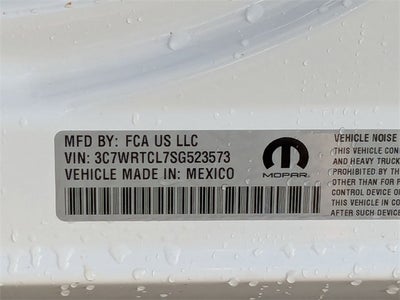 MFD BY: FCA US LLC
VIN: 3C7WRTCL7SG523573
VEHICLE MADE IN: MEXICO
MOPAR
VEHICLE NOISE
THIS VEHICLE CON
AND HEAVY TRUCK
PROHIBITED BY TH
OTHER THAN FOR
CONTROL DEVICE O
THIS VEHICLE IN CO
AFTER SUCH DEVICE